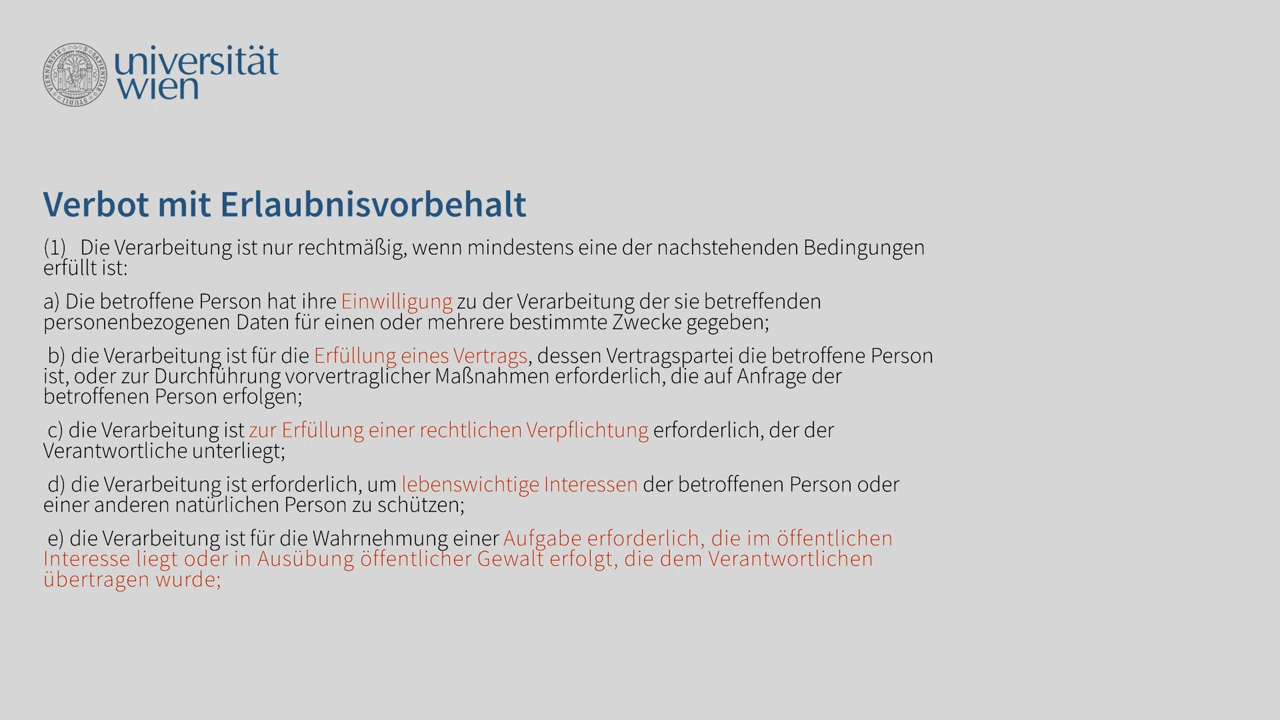 universität
wien
Verbot mit Erlaubnisvorbehalt
(1) Die Verarbeitung ist nur rechtmäßig, wenn mindestens eine der nachstehenden Bedingungen
erfüllt ist:
a) Die betroffene Person hat ihre Einwilligung zu der Verarbeitung der sie betreffenden
personenbezogenen Daten für einen oder mehrere bestimmte Zwecke gegeben;
b) die Verarbeitung ist für die Erfüllung eines Vertrags, dessen Vertragspartei die betroffene Person
ist, oder zur Durchführung vorvertraglicher Maßnahmen erforderlich, die auf Anfrage der
betroffenen Person erfolgen;
c) die Verarbeitung ist zur Erfüllung einer rechtlichen Verpflichtung erforderlich, der der
Verantwortliche unterliegt;
d) die Verarbeitung ist erforderlich, um lebenswichtige Interessen der betroffenen Person oder
einer anderen natürlichen Person zu schützen;
e) die Verarbeitung ist für die Wahrnehmung einer Aufgabe erforderlich, die im öffentlichen
Interesse liegt oder in Ausübung öffentlicher Gewalt erfolgt, die dem Verantwortlichen
übertragen wurde;